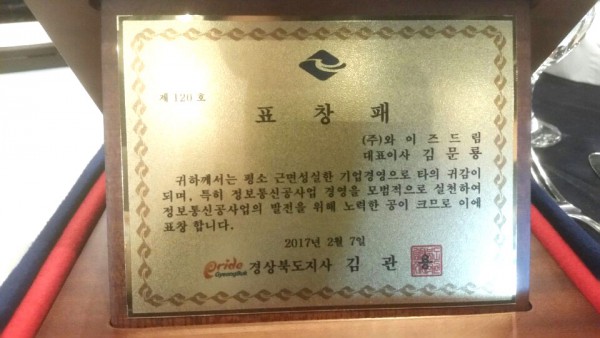 제 120 호
표 창 패
(주)와 이 즈 드 림
대표이사 김 문 룡
귀하께서는 평소 근면성실한 기업경영으로 타의 귀감이
되며, 특히 정보통신공사업 경영을 모범적으로 실천하여
정보통신공사업의 발전을 위해 노력한 공이 크므로 이에
표창 합니다.
2017년 2월 7일
pride GyeongBuk 경상북도지사 김 관 용